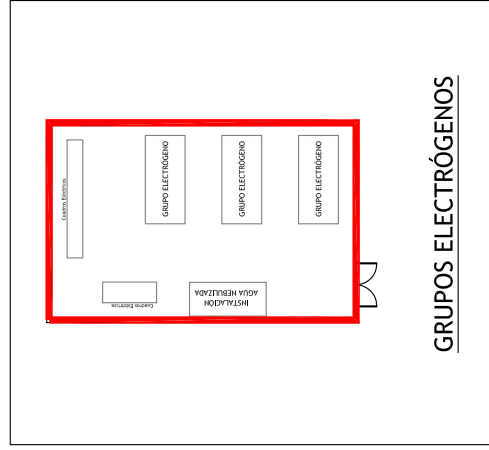 GRUPOS ELECTRÓGENOS
Cuadros Eléctricos
GRUPO ELECTRÓGENO
GRUPO ELECTRÓGENO
GRUPO ELECTRÓGENO
Cuadros Eléctricos
INSTALACIÓN
AGUA NEBULIZADA